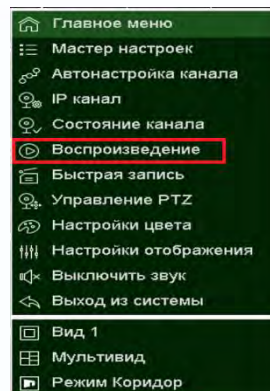 Главное меню
Мастер настроек
Автонастройка канала
IP канал
Состояние канала
Воспроизведение
Быстрая запись
Управление PTZ
Настройки цвета
Настройки отображения
Выключить звук
Выход из системы
Вид 1
Мультивид
Режим Коридор